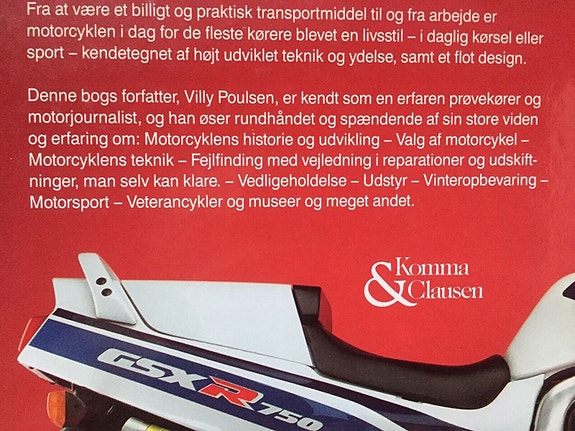 Fra at være et billigt og praktisk transportmiddel til og fra arbejde er
motorcyklen i dag for de fleste kørere blevet en livsstil – i daglig kørsel eller
sport – kendetegnet af højt udviklet teknik og ydelse, samt et flot design.
Denne bogs forfatter, Villy Poulsen, er kendt som en erfaren prøvekører og
motorjournalist, og han øser rundhåndet og spændende af sin store viden
og erfaring om: Motorcyklens historie og udvikling – Valg af motorcykel –
Motorcyklens teknik – Fejlfinding med vejledning i reparationer og udskift-
ninger, man selv kan klare. – Vedligeholdelse – Udstyr – Vinteropbevaring –
Motorsport – Veterancykler og museer og meget andet.
Komma
& Clausen
GSXR750